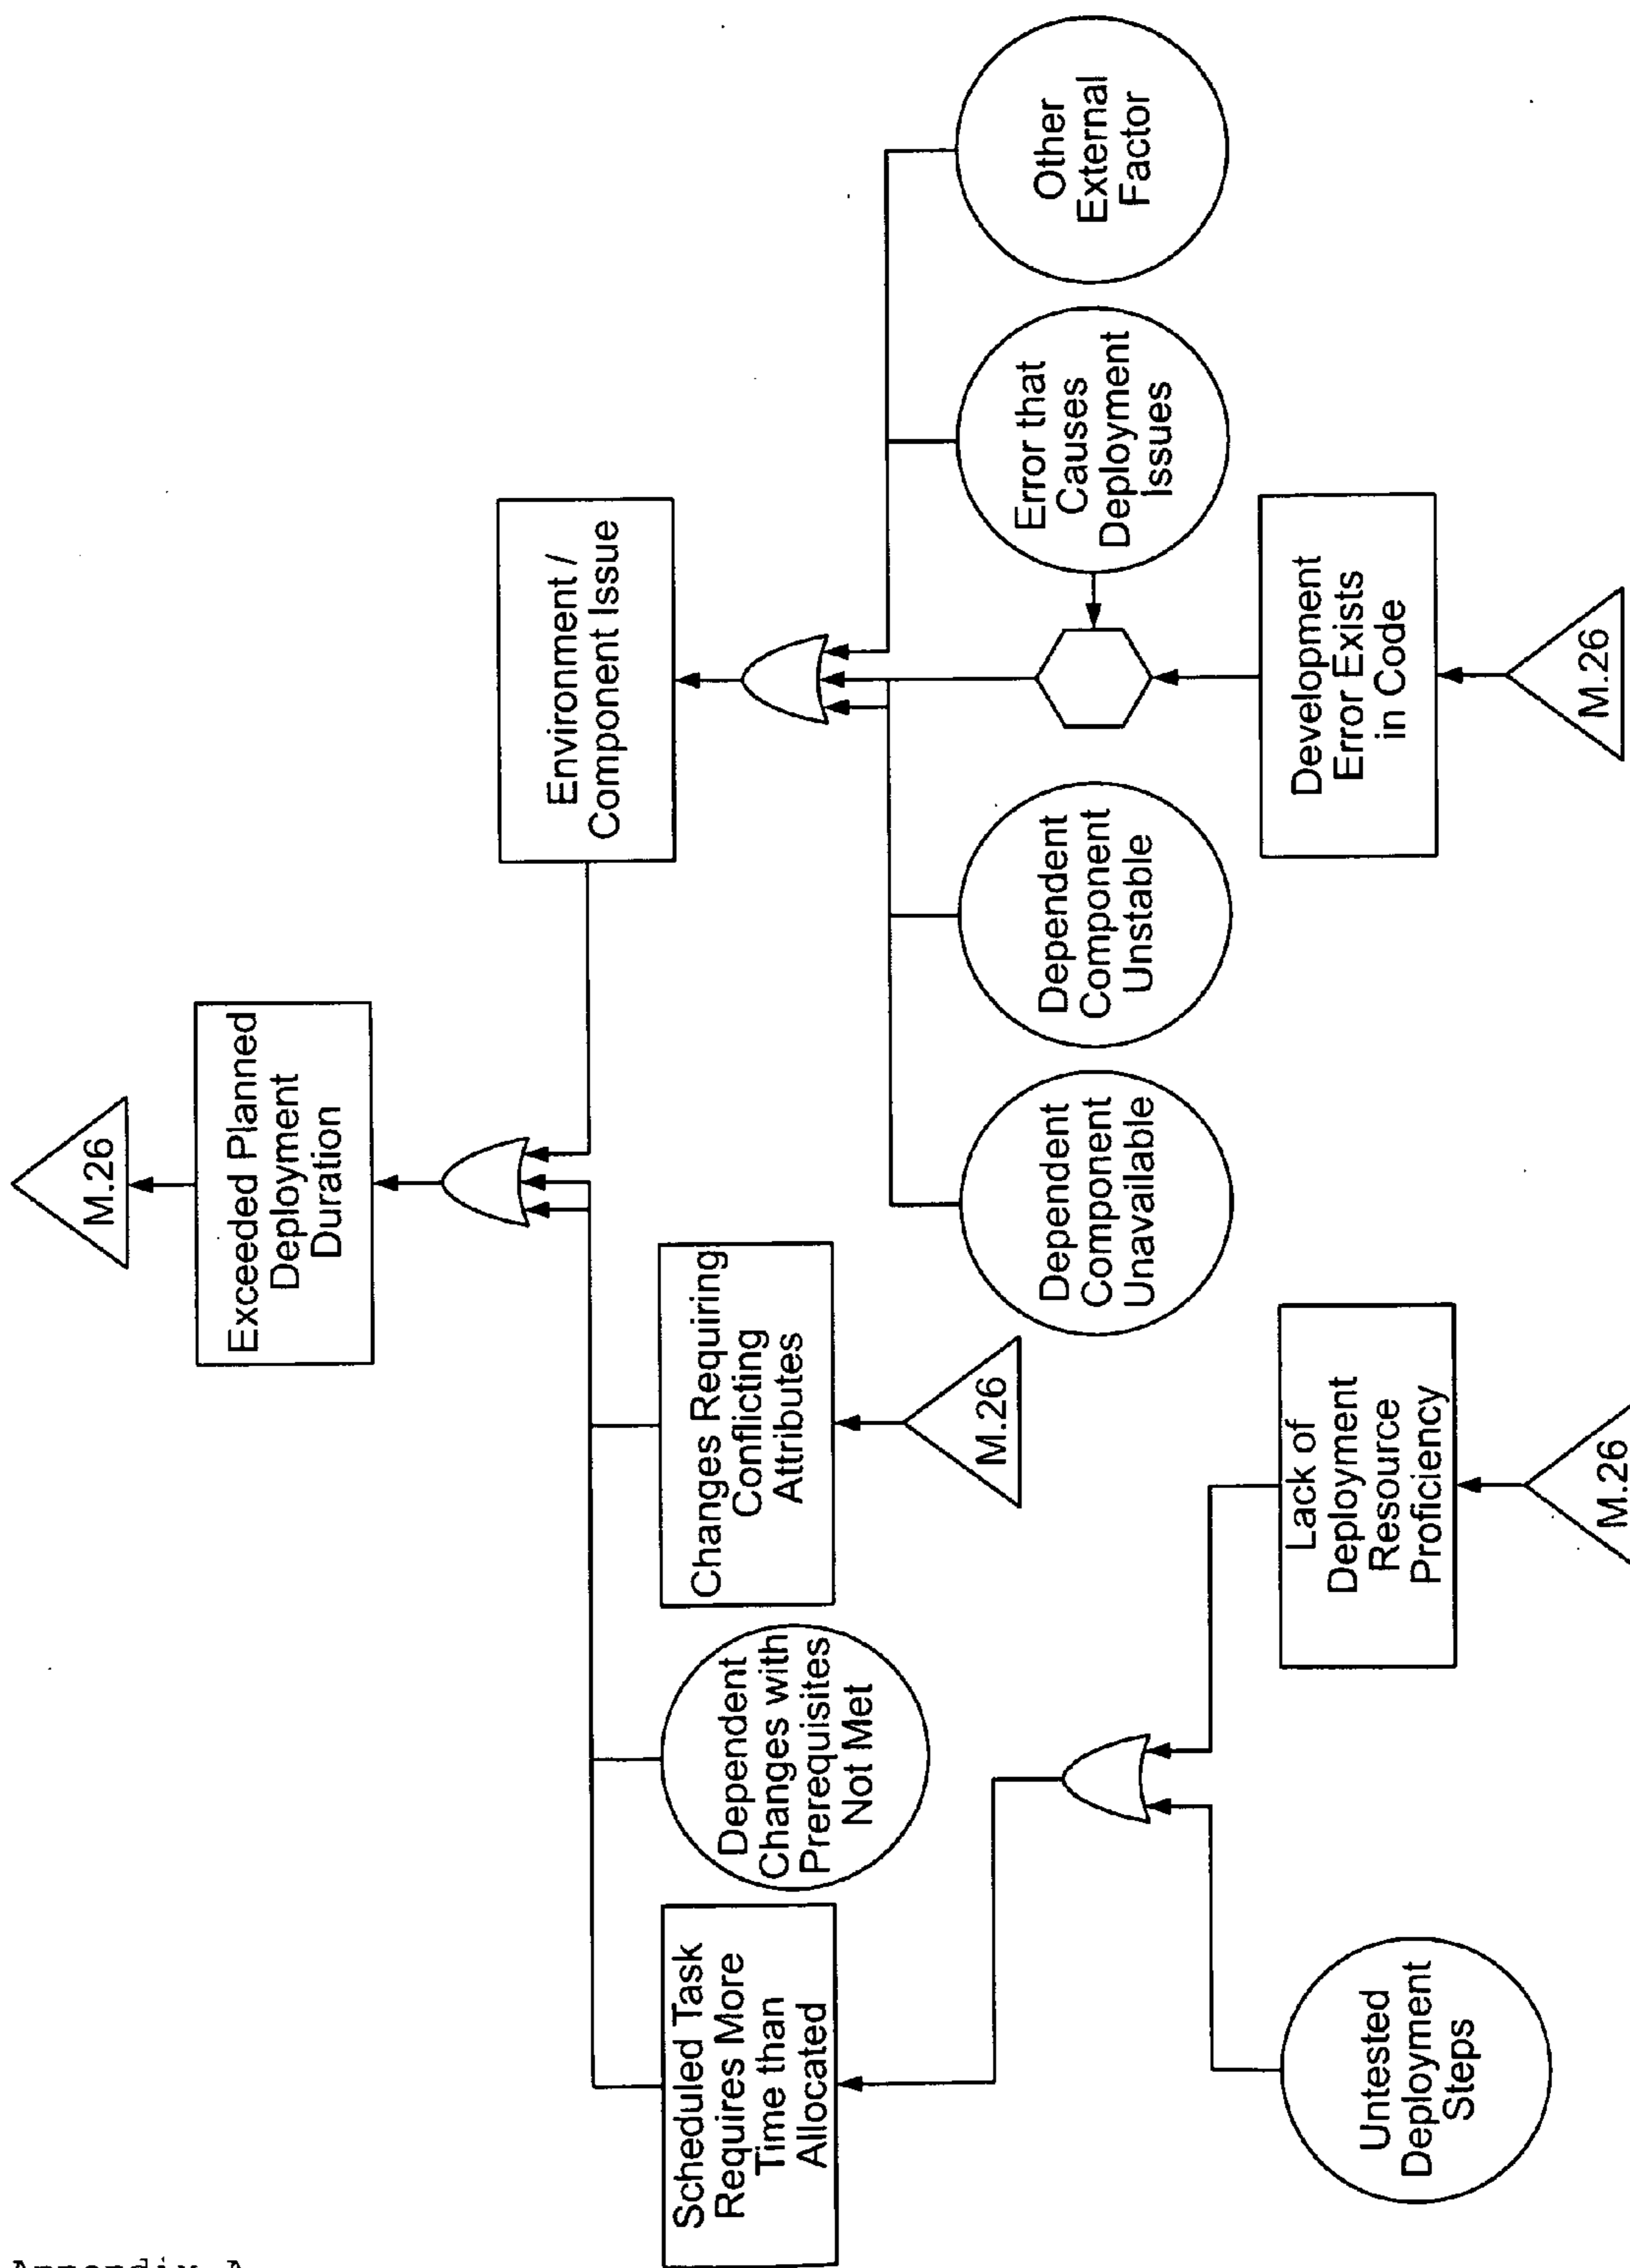 M.26
Exceeded Planned
Deployment
Duration
Scheduled Task
Requires More
Time than
Allocated
Dependent
Changes with
Prerequisites
Not Met
Changes Requiring
Conflicting
Attributes
M.26
Environment /
Component Issue
Untested
Deployment
Steps
Lack of
Deployment
Resource
Proficiency
M.26
Dependent
Component
Unavailable
Dependent
Component
Unstable
Error that
Causes
Deployment
Issues
Other
External
Factor
Development
Error Exists
in Code
M.26
Appendix A